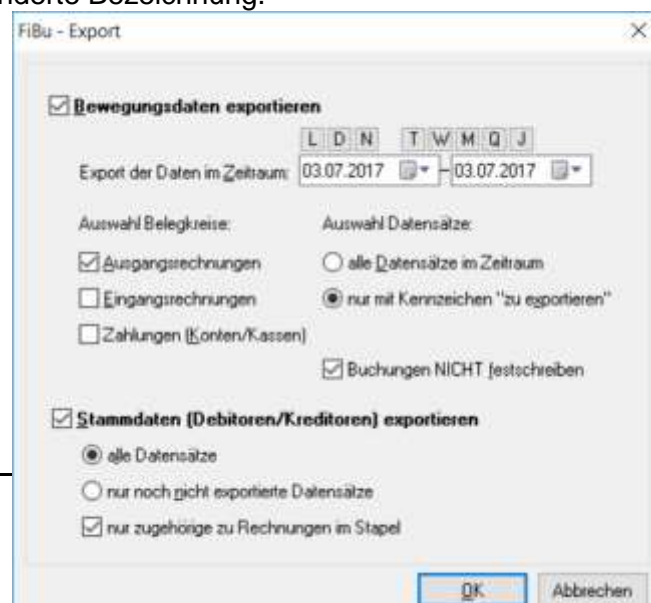 nderte Bezeichnung.
FiBu - Export
Bewegungsdaten exportieren
L D N T W M Q J
Export der Daten im Zeitraum: 03.07.2017 – 03.07.2017
Auswahl Belegkreise: Auswahl Datensätze:
Ausgangsrechnungen alle Datensätze im Zeitraum
Eingangsrechnungen nur mit Kennzeichen "zu exportieren"
Zahlungen (Konten/Kassen)
Buchungen NICHT festschreiben
Stammdaten (Debitoren/Kreditoren) exportieren
alle Datensätze
nur noch nicht exportierte Datensätze
nur zugehörige zu Rechnungen im Stapel
OK Abbrechen